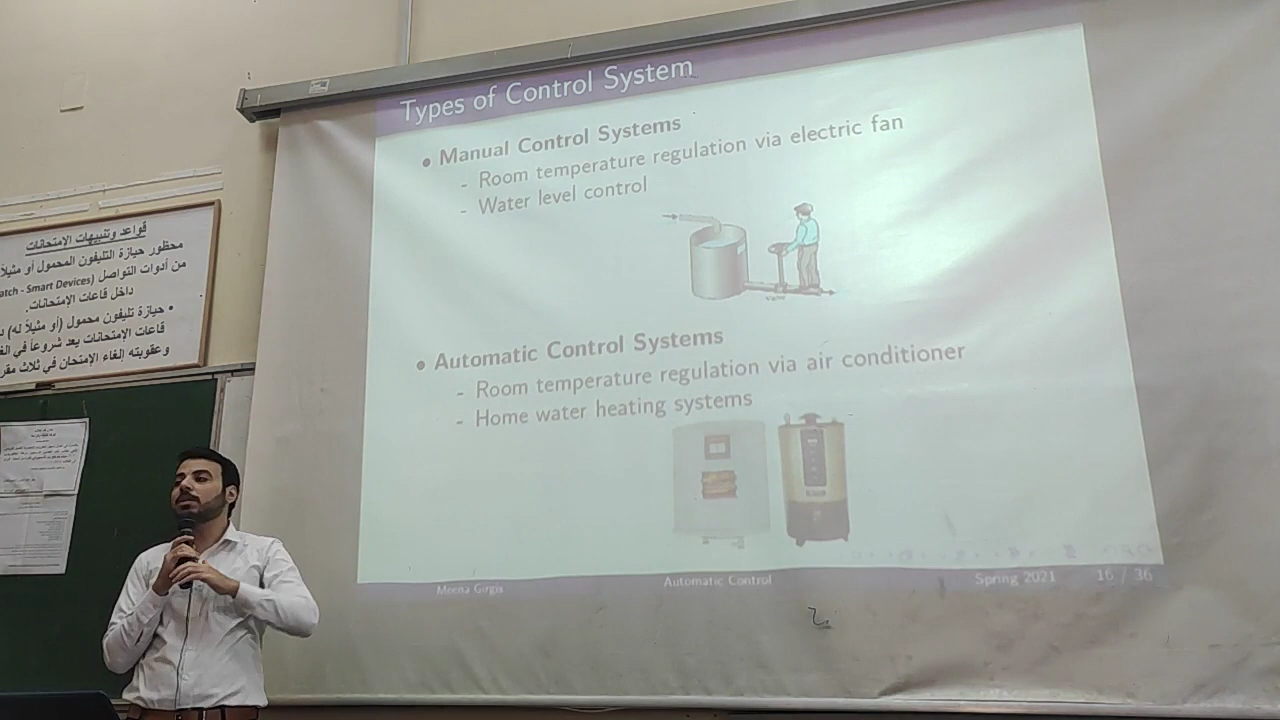 Types of Control System
• Manual Control Systems
- Room temperature regulation via electric fan
- Water level control
• Automatic Control Systems
- Room temperature regulation via air conditioner
- Home water heating systems
Meena Girgis
Automatic Control
Spring 2021
16 / 36
قواعد وتنبيهات الإمتحانات
محظور حيازة التليفون المحمول أو مثيلا
من أدوات التواصل (atch - Smart Devices
داخل قاعات الإمتحانات.
• حيازة تليفون محمول (أو مثيلاً له) د
قاعات الإمتحانات يعد شروعاً في الغ
وعقوبته إلغاء الإمتحان في ثلاث مقر